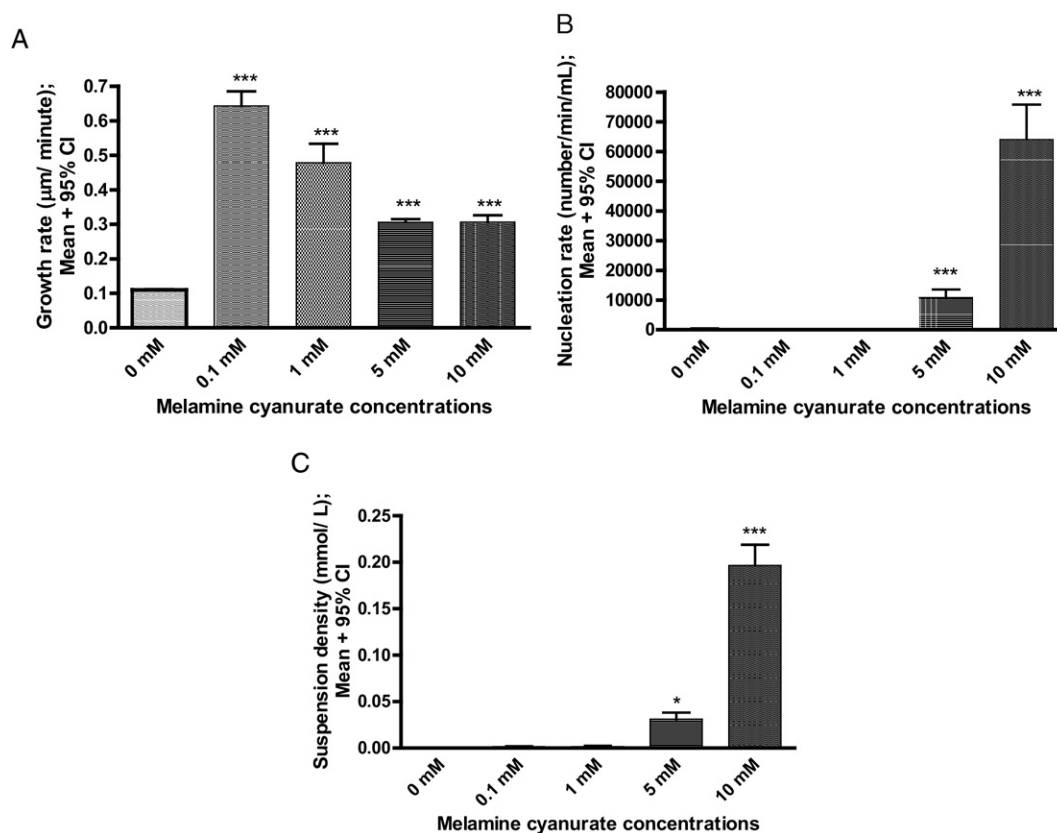 A
Growth rate (µm/ minute);
Mean + 95% CI
0.7
0.6
0.5
0.4
0.3
0.2
0.1
0.0
***
***
***
***
0 mM
0.1 mM
1 mM
5 mM
10 mM
Melamine cyanurate concentrations
B
Nucleation rate (number/min/mL);
Mean + 95% CI
80000
70000
60000
50000
40000
30000
20000
10000
0
***
***
0 mM
0.1 mM
1 mM
5 mM
10 mM
Melamine cyanurate concentrations
C
Suspension density (mmol/ L);
Mean + 95% CI
0.25
0.20
0.15
0.10
0.05
0.00
*
***
0 mM
0.1 mM
1 mM
5 mM
10 mM
Melamine cyanurate concentrations